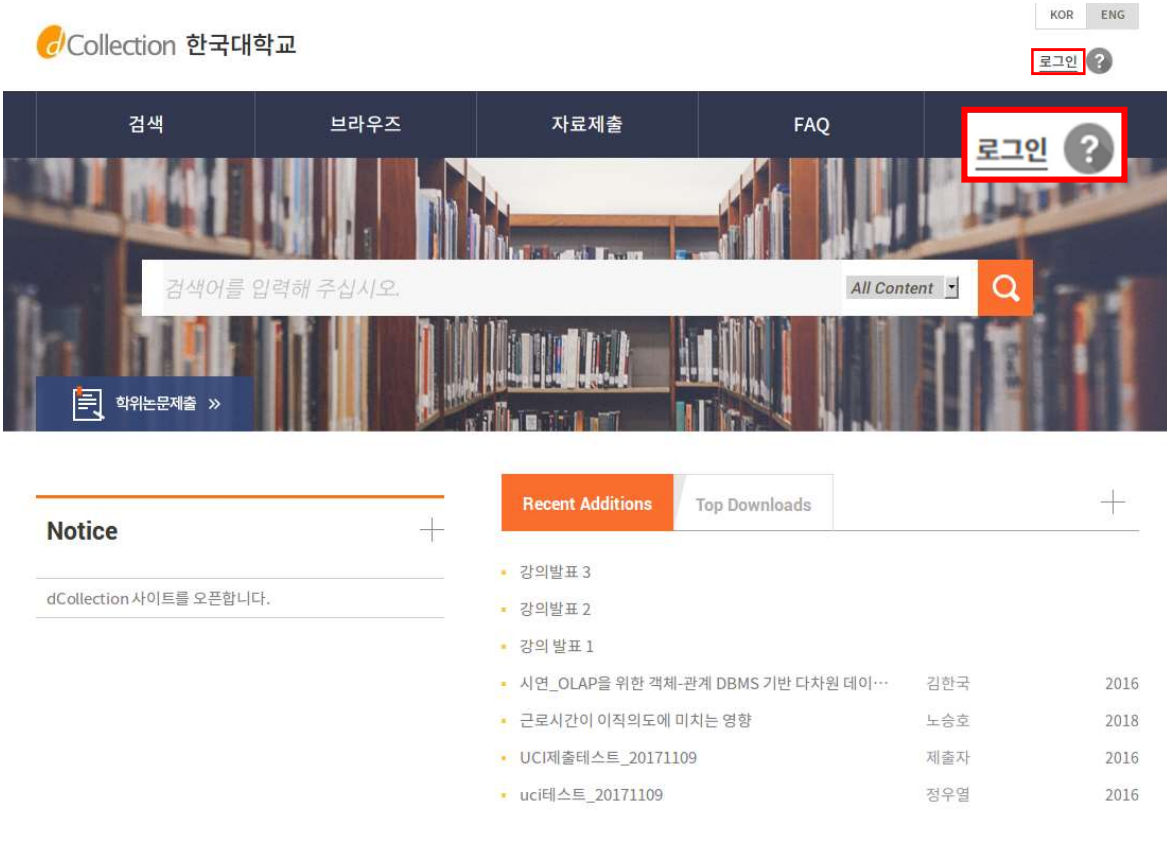 KOR ENG
dCollection 한국대학교
로그인 ?
검색 브라우즈 자료제출 FAQ
로그인 ?
검색어를 입력해 주십시오. All Content
학위논문제출 »
Recent Additions Top Downloads
Notice
강의발표 3
dCollection 사이트를 오픈합니다.
강의발표 2
강의 발표 1
시연_OLAP을 위한 객체-관계 DBMS 기반 다차원 데이… 김한국 2016
근로시간이 이직의도에 미치는 영향 노승호 2018
UCI제출테스트_20171109 제출자 2016
uci테스트_20171109 정우열 2016